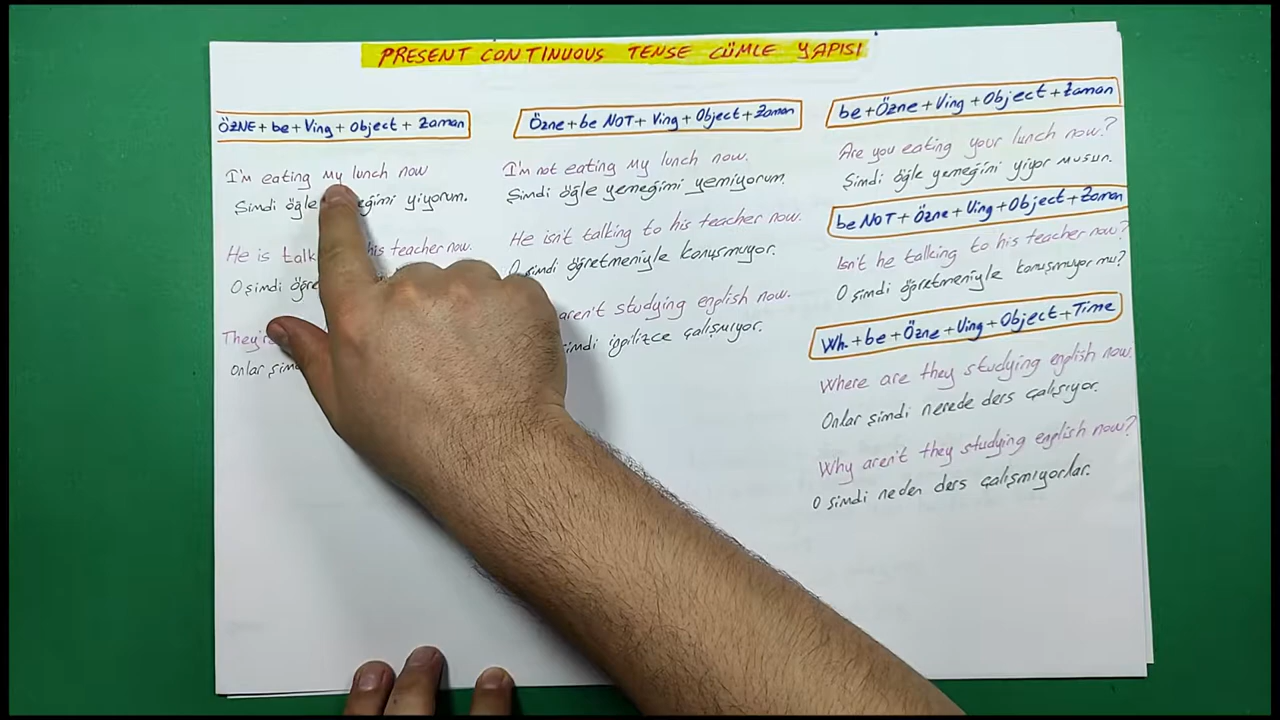 PRESENT CONTINUOUS TENSE CÜMLE YAPISI
ÖZNE + be + Ving + Object + Zaman
I'm eating my lunch now
Şimdi öğle yiyorum.
He is his teacher now.
O şimdi
Onlar
Özne + be NOT + Ving + Object + Zaman
I'm not eating my lunch now.
Şimdi öğle yemeğimi yemiyorum.
He isn't talking to his teacher now.
O şimdi öğretmeniyle konuşmuyor.
aren't studying english now.
ingilizce çalışmıyor.
be + Özne + Ving + Object + Zaman
Are you eating your lunch now?
Şimdi öğle yemeğini yiyor musun.
be NOT + Özne + Ving + Object + Zaman
Isn't he talking to his teacher now?
O şimdi öğretmeniyle konuşmuyor mu?
Wh. + be + Özne + Ving + Object + Time
Where are they studying english now.
Onlar şimdi nerede ders çalışıyor.
Why aren't they studying english now?
O şimdi neden ders çalışmıyorlar.